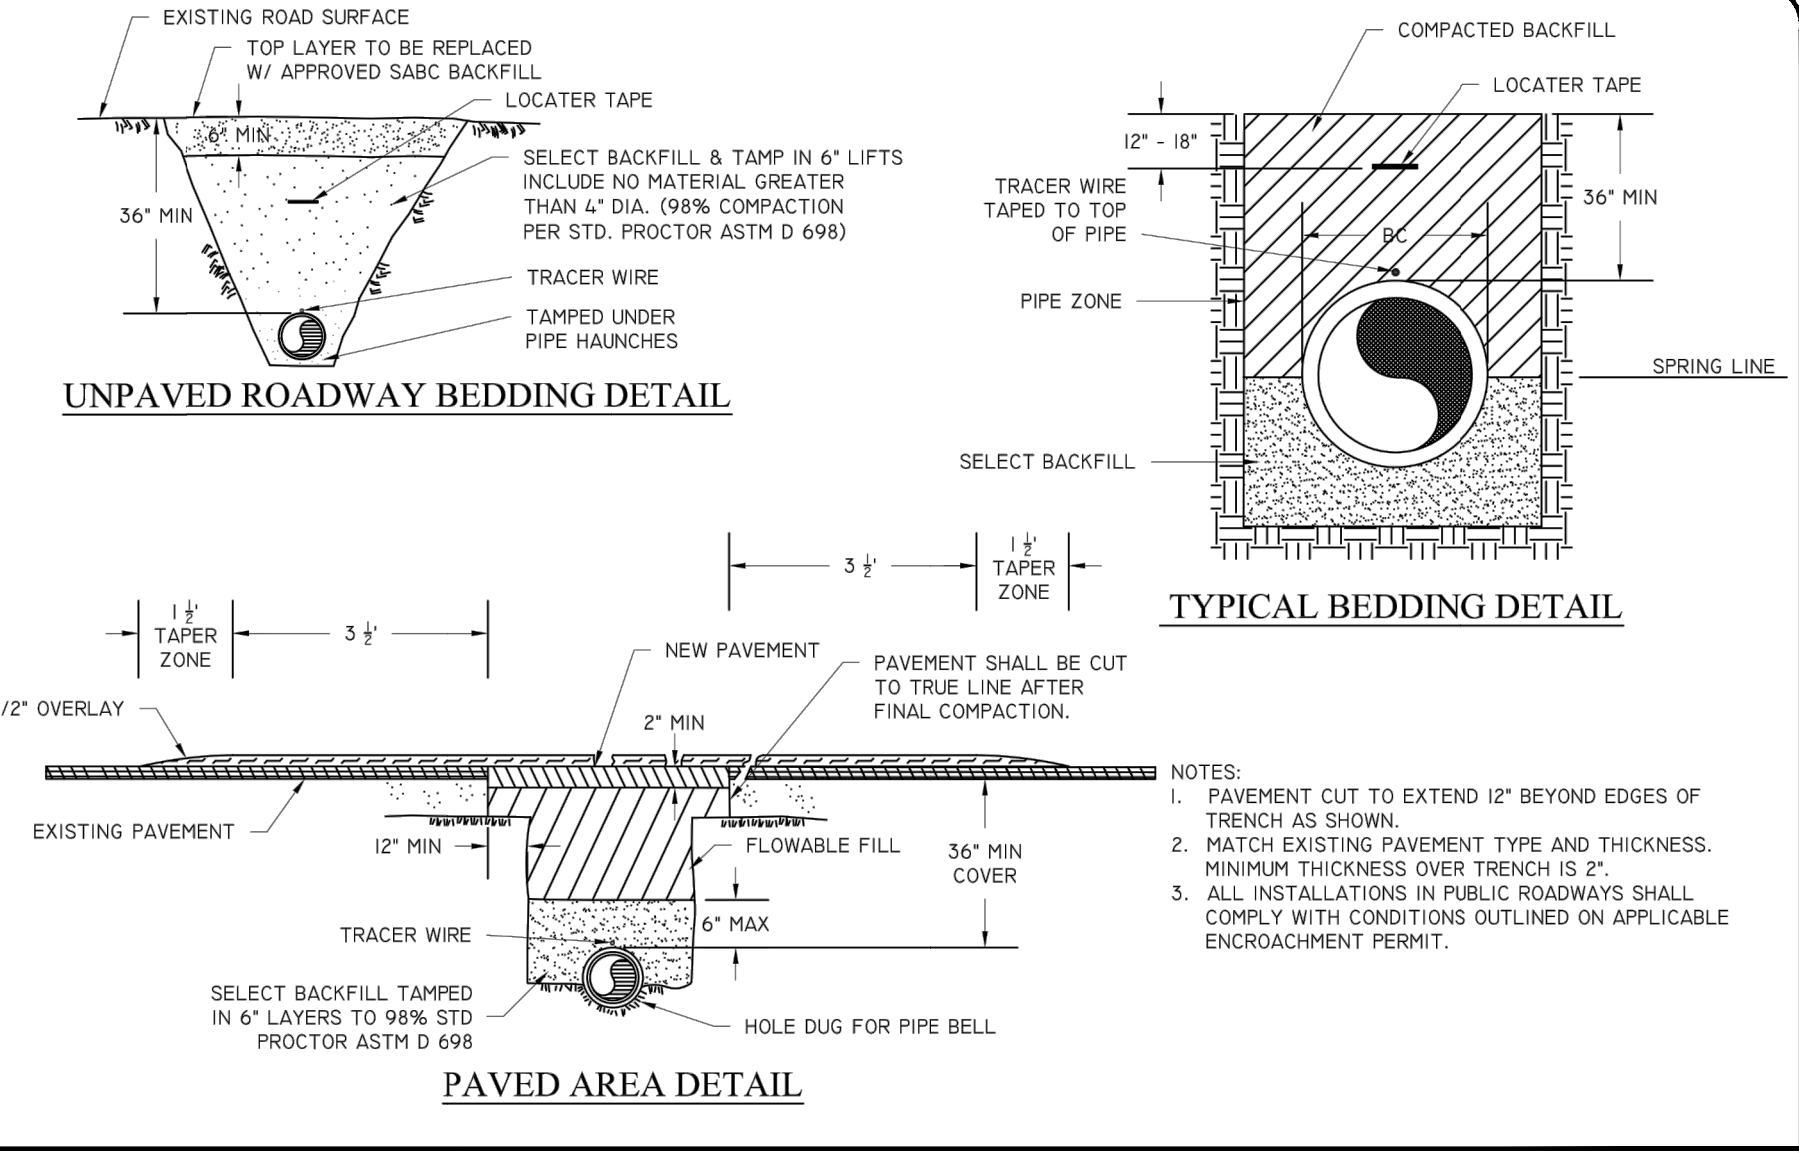 EXISTING ROAD SURFACE
TOP LAYER TO BE REPLACED
W/ APPROVED SABC BACKFILL
LOCATER TAPE
6" MIN
36" MIN
SELECT BACKFILL & TAMP IN 6" LIFTS
INCLUDE NO MATERIAL GREATER
THAN 4" DIA. (98% COMPACTION
PER STD. PROCTOR ASTM D 698)
TRACER WIRE
TAMPED UNDER
PIPE HAUNCHES
UNPAVED ROADWAY BEDDING DETAIL
COMPACTED BACKFILL
LOCATER TAPE
12" - 18"
TRACER WIRE
TAPED TO TOP
OF PIPE
36" MIN
BC
PIPE ZONE
SPRING LINE
SELECT BACKFILL
TYPICAL BEDDING DETAIL
3 1/2'
1 1/2'
TAPER
ZONE
1 1/2'
TAPER
ZONE
3 1/2'
NEW PAVEMENT
PAVEMENT SHALL BE CUT
TO TRUE LINE AFTER
FINAL COMPACTION.
/2" OVERLAY
2" MIN
EXISTING PAVEMENT
12" MIN
FLOWABLE FILL
36" MIN
COVER
6" MAX
TRACER WIRE
SELECT BACKFILL TAMPED
IN 6" LAYERS TO 98% STD
PROCTOR ASTM D 698
HOLE DUG FOR PIPE BELL
PAVED AREA DETAIL
NOTES:
1. PAVEMENT CUT TO EXTEND 12" BEYOND EDGES OF
TRENCH AS SHOWN.
2. MATCH EXISTING PAVEMENT TYPE AND THICKNESS.
MINIMUM THICKNESS OVER TRENCH IS 2".
3. ALL INSTALLATIONS IN PUBLIC ROADWAYS SHALL
COMPLY WITH CONDITIONS OUTLINED ON APPLICABLE
ENCROACHMENT PERMIT.